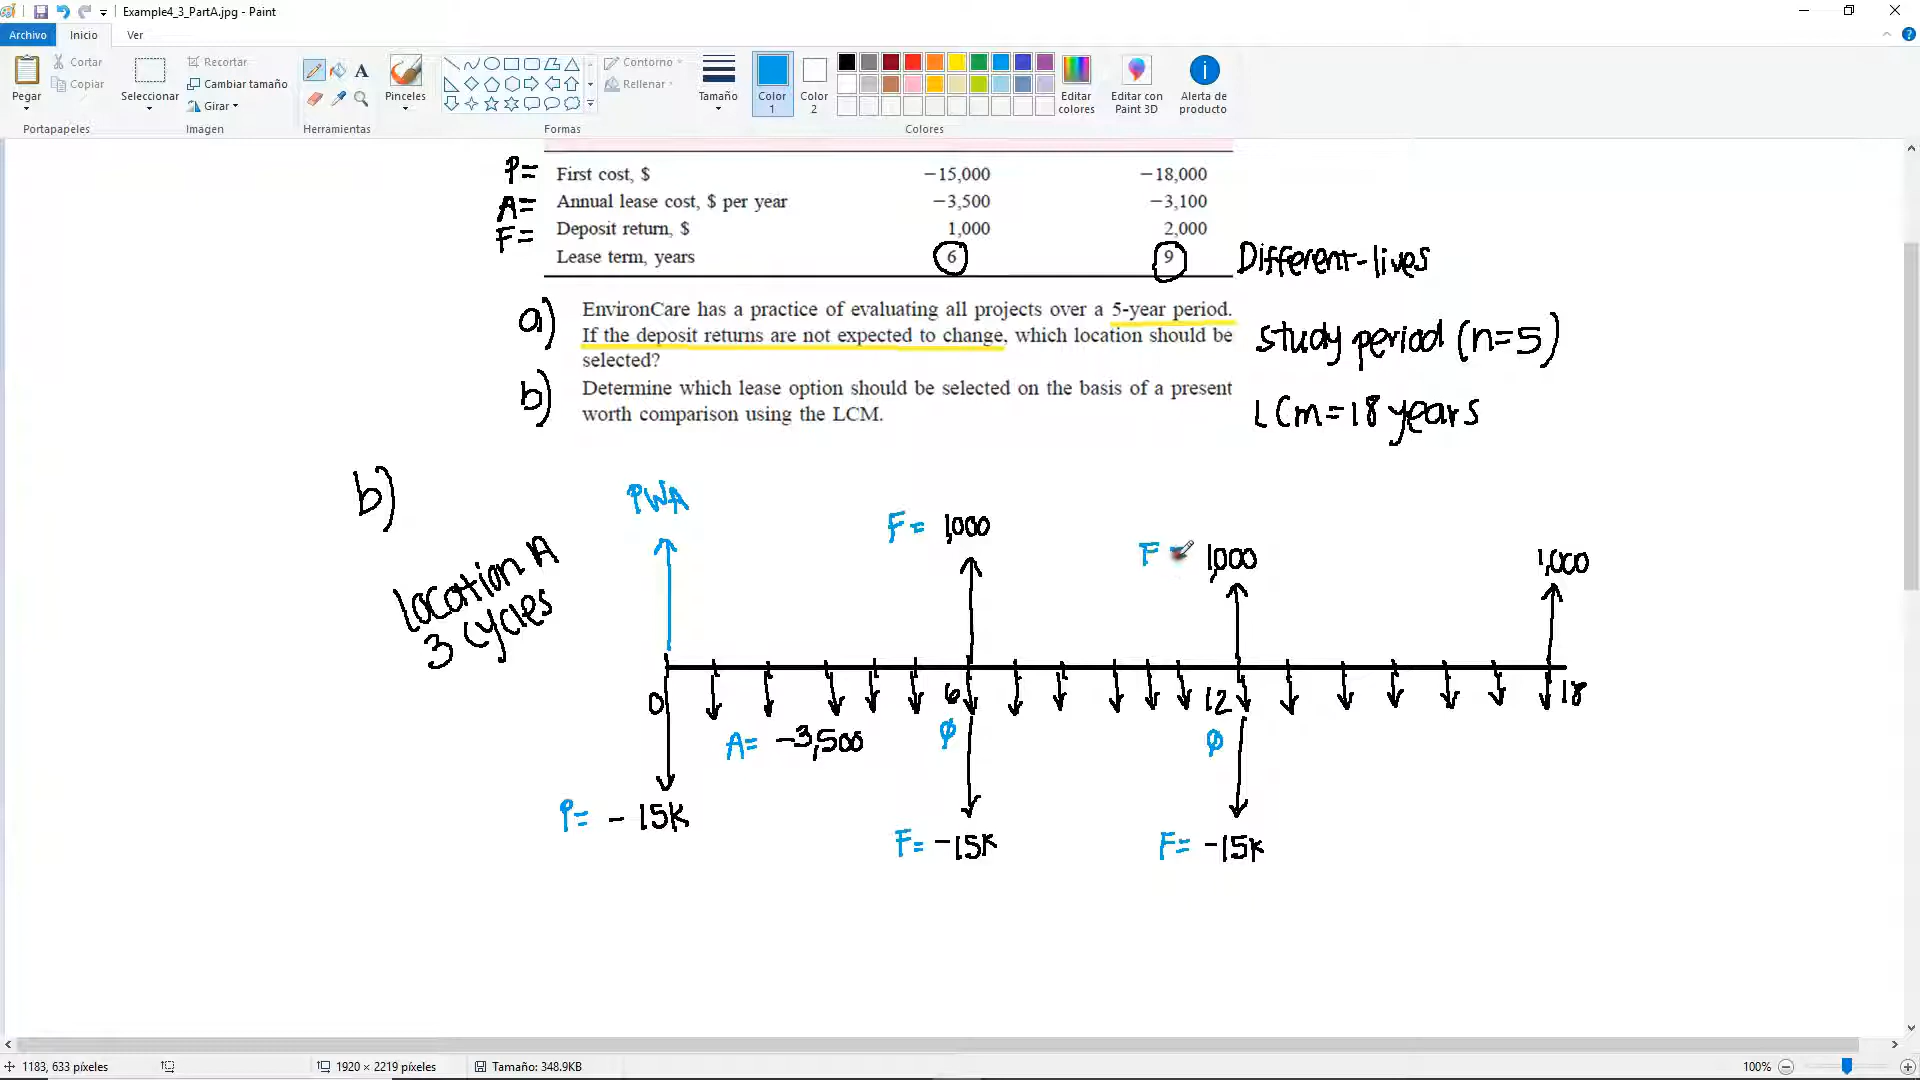 Example4_3_PartA.jpg - Paint
Archivo
Inicio
Ver
Pegar
Cortar
Copiar
Portapapeles
Seleccionar
Recortar
Cambiar tamaño
Girar
Imagen
A
Herramientas
Pinceles
Contorno
Rellenar
Formas
Tamaño
Color 1
Color 2
Editar colores
Editar con Paint 3D
Alerta de producto
Colores
P= First cost, $ −15,000 −18,000
A= Annual lease cost, $ per year −3,500 −3,100
F= Deposit return, $ 1,000 2,000
Lease term, years 6 9 Different-lives
a) EnvironCare has a practice of evaluating all projects over a 5-year period.
If the deposit returns are not expected to change, which location should be
selected?
study period (n=5)
b) Determine which lease option should be selected on the basis of a present
worth comparison using the LCM.
LCM=18 years
b)
Location A
3 cycles
PWA
F= 1,000
F= 1,000
1,000
0
6
12
18
A= -3,500
Ø
Ø
P= -15K
F= -15K
F= -15K
1183, 633 píxeles
1920 × 2219 píxeles
Tamaño: 348.9KB
100%